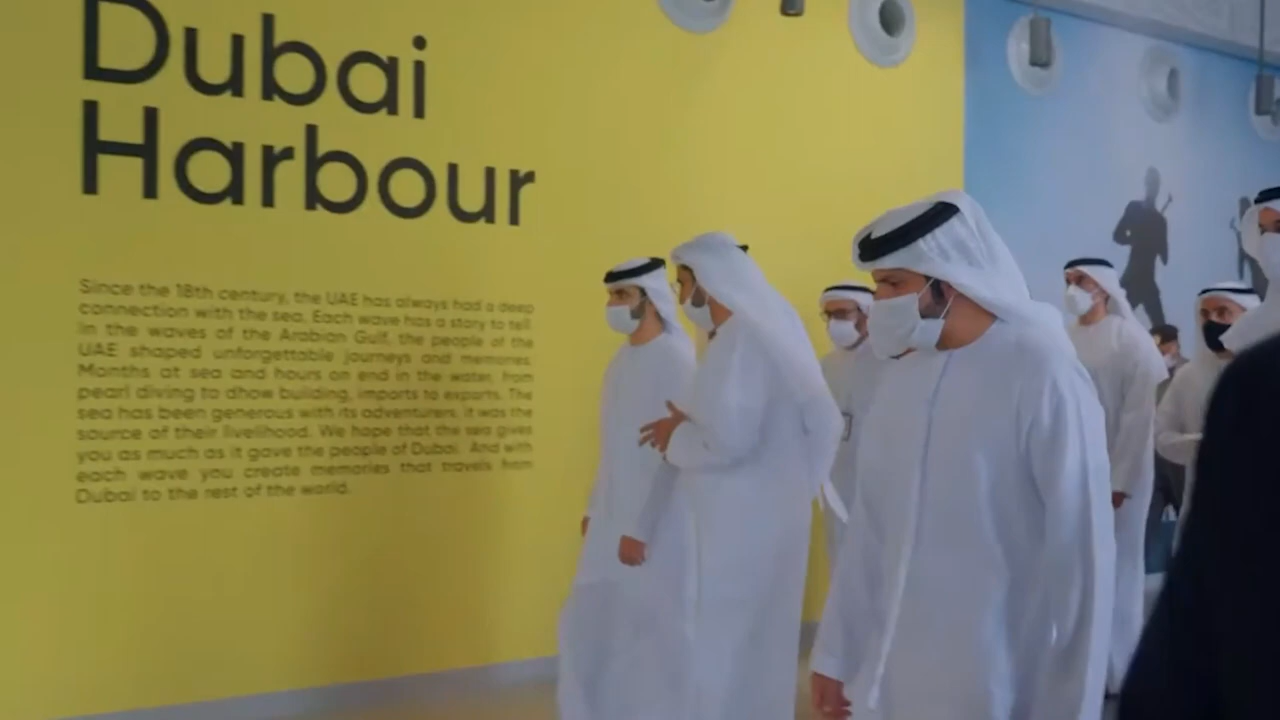 Dubai
Harbour
Since the 18th century, the UAE has always had a deep
connection with the sea. Each wave has a story to tell.
In the waves of the Arabian Gulf, the people of the
UAE shaped unforgettable journeys and memories.
Months at sea and hours on end in the water, from
pearl diving to dhow building, imports to exports. The
sea has been generous with its adventurers, it was the
source of their livelihood. We hope that the sea gives
you as much as it gave the people of Dubai. And with
each wave you create memories that travels from
Dubai to the rest of the world.